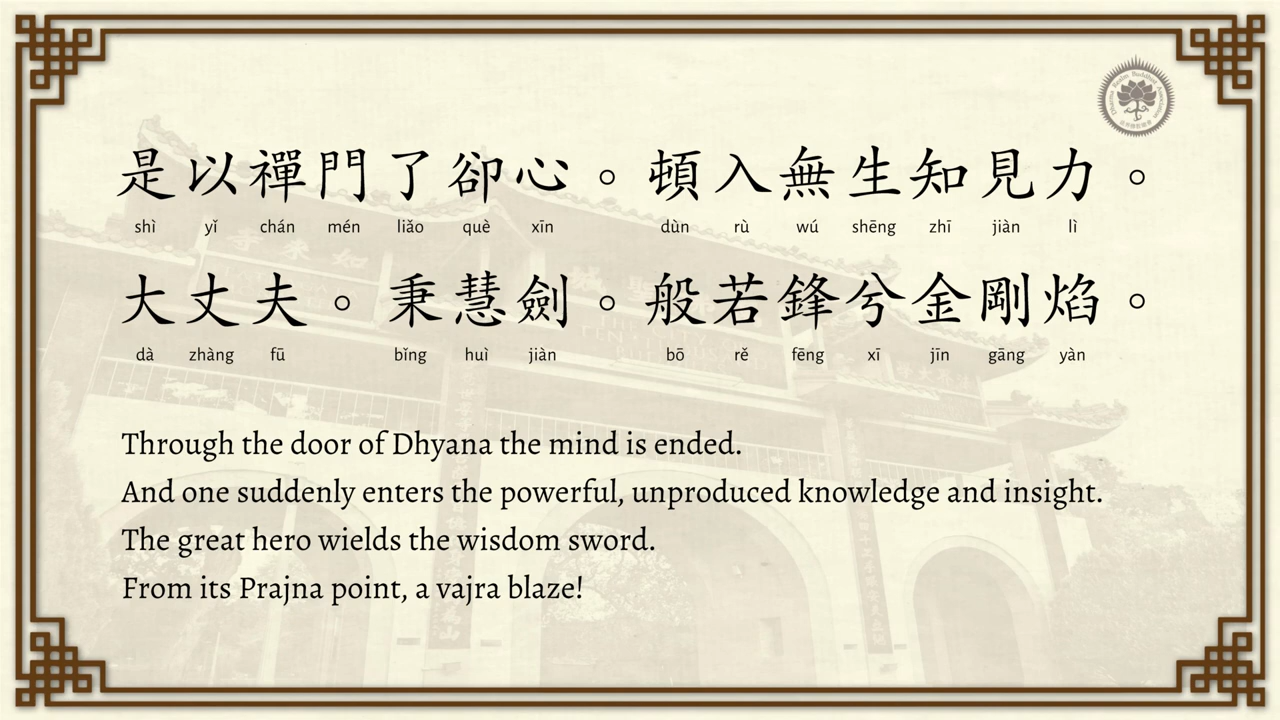 是以禪門了卻心。頓入無生知見力。
shì yǐ chán mén liǎo què xīn dùn rù wú shēng zhī jiàn lì
大丈夫。秉慧劍。般若鋒兮金剛焰。
dà zhàng fū bǐng huì jiàn bō rě fēng xī jīn gāng yàn
Through the door of Dhyana the mind is ended.
And one suddenly enters the powerful, unproduced knowledge and insight.
The great hero wields the wisdom sword.
From its Prajna point, a vajra blaze!
Dharma Realm Buddhist Association